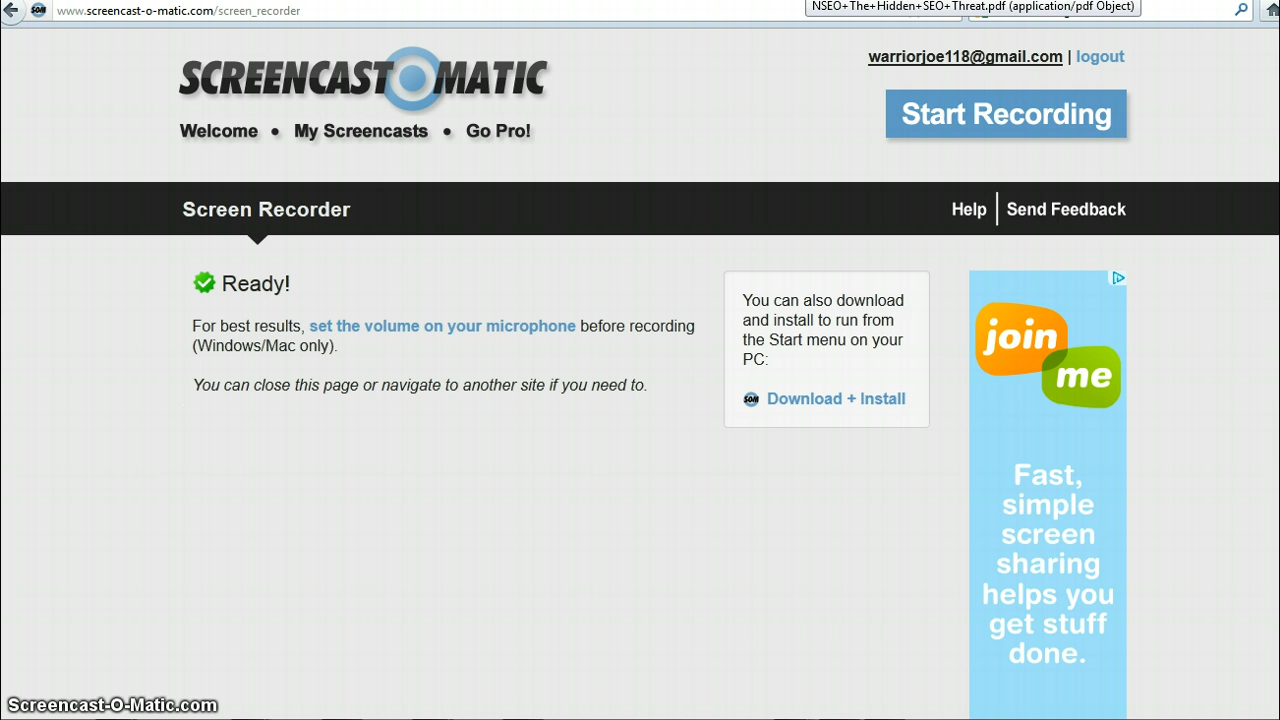 NSEO+The+Hidden+SEO+Threat.pdf (application/pdf Object)
www.screencast-o-matic.com/screen_recorder
SCREENCAST O MATIC
warriorjoe118@gmail.com | logout
Welcome • My Screencasts • Go Pro!
Start Recording
Screen Recorder
Help | Send Feedback
Ready!
For best results, set the volume on your microphone before recording
(Windows/Mac only).
You can close this page or navigate to another site if you need to.
You can also download
and install to run from
the Start menu on your
PC:
SOM Download + Install
join
me
Fast,
simple
screen
sharing
helps you
get stuff
done.
Screencast-O-Matic.com